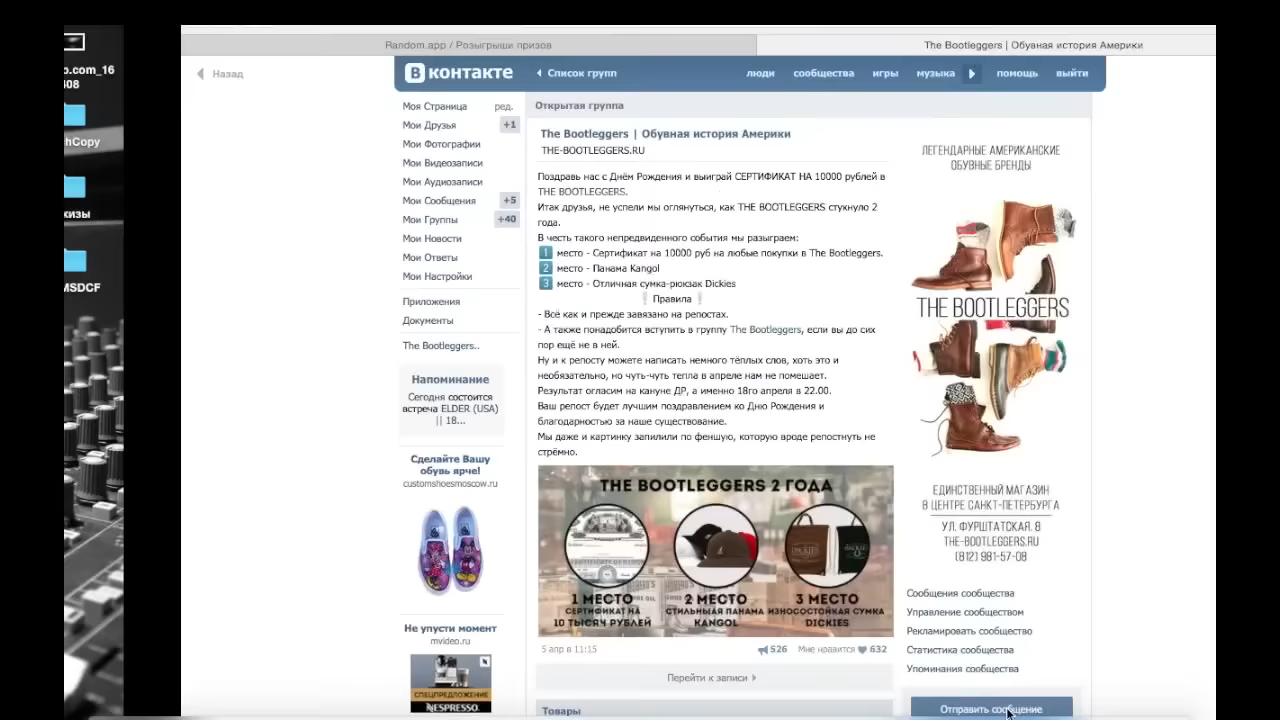 Random.app / Розыгрыши призов
The Bootleggers | Обувная история Америки
p.com_16
408
chCopy
кизы
MSDCF
Назад
В контакте
Список групп
люди
сообщества
игры
музыка
помощь
выйти
Моя Страница
ред.
Мои Друзья
+1
Мои Фотографии
Мои Видеозаписи
Мои Аудиозаписи
Мои Сообщения
+5
Мои Группы
+40
Мои Новости
Мои Ответы
Мои Настройки
Приложения
Документы
The Bootleggers..
Напоминание
Сегодня состоится
встреча ELDER (USA)
|| 18...
Сделайте Вашу
обувь ярче!
customshoesmoscow.ru
Не упусти момент
mvideo.ru
СПЕЦПРЕДЛОЖЕНИЕ
NESPRESSO.
Открытая группа
The Bootleggers | Обувная история Америки
THE-BOOTLEGGERS.RU
Поздравь нас с Днём Рождения и выиграй СЕРТИФИКАТ НА 10000 рублей в
THE BOOTLEGGERS.
Итак друзья, не успели мы оглянуться, как THE BOOTLEGGERS стукнуло 2
года.
В честь такого непредвиденного события мы разыграем:
1 место - Сертификат на 10000 руб на любые покупки в The Bootleggers.
2 место - Панама Kangol
3 место - Отличная сумка-рюкзак Dickies
❕ Правила ❕
- Всё как и прежде завязано на репостах.
- А также понадобится вступить в группу The Bootleggers, если вы до сих
пор ещё не в ней.
Ну и к репосту можете написать немного тёплых слов, хоть это и
необязательно, но чуть-чуть тепла в апреле нам не помешает.
Результат огласим на кануне ДР, а именно 18го апреля в 22.00.
Ваш репост будет лучшим поздравлением ко Дню Рождения и
благодарностью за наше существование.
Мы даже и картинку запилили по феншую, которую вроде репостнуть не
стрёмно.
THE BOOTLEGGERS 2 ГОДА
1 МЕСТО
СЕРТИФИКАТ НА
10 ТЫСЯЧ РУБЛЕЙ
2 МЕСТО
СТИЛЬНЫАЯ ПАНАМА
KANGOL
3 МЕСТО
ИЗНОСОСТОЙКАЯ СУМКА
DICKIES
5 апр в 11:15
526
Мне нравится
632
Перейти к записи
Товары
ЛЕГЕНДАРНЫЕ АМЕРИКАНСКИЕ
ОБУВНЫЕ БРЕНДЫ
THE BOOTLEGGERS
ЕДИНСТВЕННЫЙ МАГАЗИН
В ЦЕНТРЕ САНКТ-ПЕТЕРБУРГА
УЛ. ФУРШТАТСКАЯ, 8
THE-BOOTLEGGERS.RU
(812) 981-57-08
Сообщения сообщества
Управление сообществом
Рекламировать сообщество
Статистика сообщества
Упоминания сообщества
Отправить сообщение